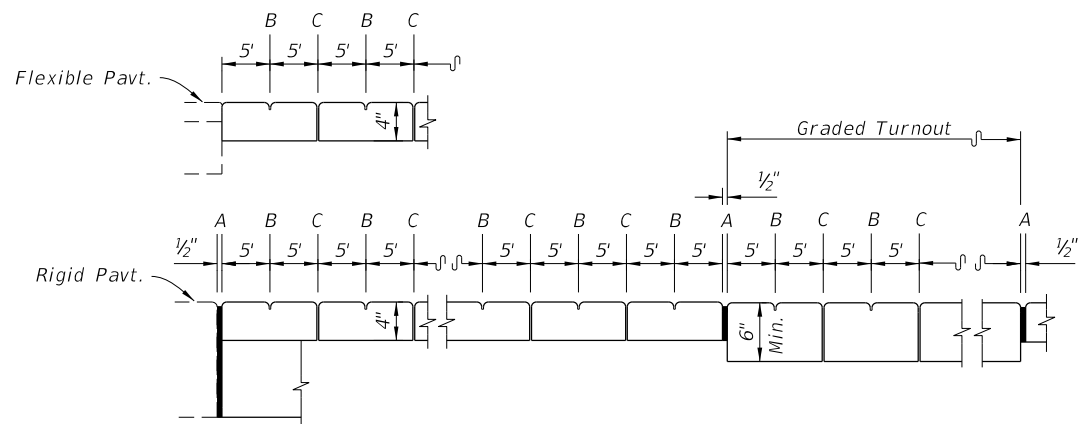 B C B C
5' 5' 5' 5'
Flexible Pavt.
4"
Graded Turnout
½"
A B C B C B C B C B A B C B C A
½" 5' 5' 5' 5' 5' 5' 5' 5' 5' 5' 5' 5' 5' ½"
Rigid Pavt.
4"
6"
Min.